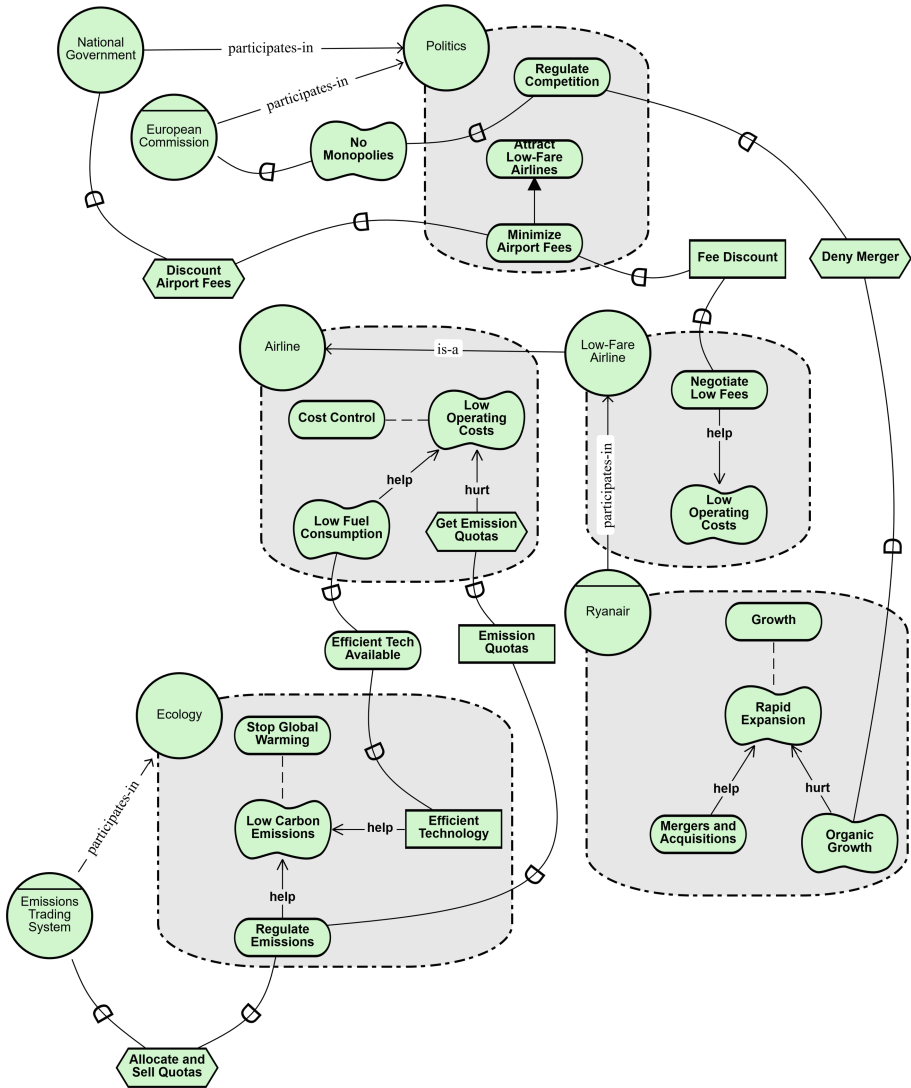 National
Government
participates-in
Politics
participates-in
Regulate
Competition
European
Commission
No
Monopolies
Attract
Low-Fare
Airlines
Minimize
Airport Fees
Fee Discount
Deny Merger
Discount
Airport Fees
Airline
is-a
Low-Fare
Airline
Negotiate
Low Fees
Cost Control
Low
Operating
Costs
help
help
hurt
participates-in
Low
Operating
Costs
Low Fuel
Consumption
Get Emission
Quotas
Ryanair
Growth
Efficient Tech
Available
Emission
Quotas
Rapid
Expansion
Ecology
Stop Global
Warming
help
hurt
participates-in
Low Carbon
Emissions
help
Efficient
Technology
Mergers and
Acquisitions
Organic
Growth
help
Emissions
Trading
System
Regulate
Emissions
Allocate and
Sell Quotas